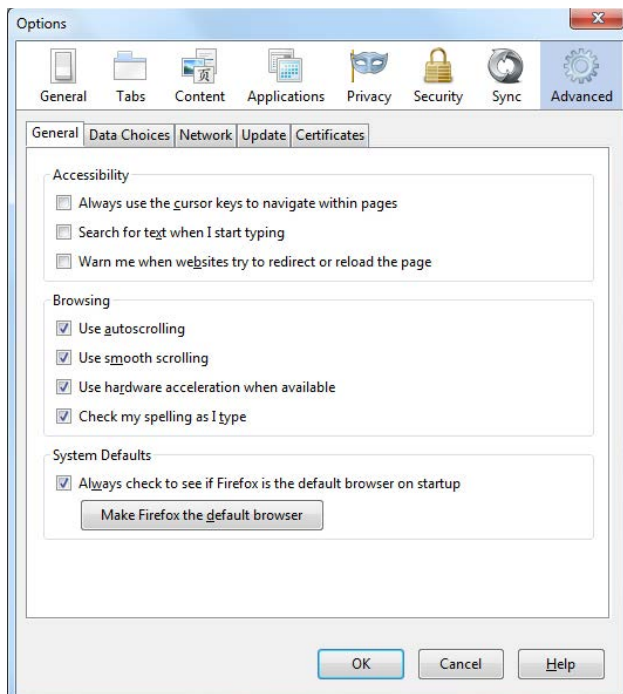 Options
General Tabs Content Applications Privacy Security Sync Advanced
General Data Choices Network Update Certificates
Accessibility
Always use the cursor keys to navigate within pages
Search for text when I start typing
Warn me when websites try to redirect or reload the page
Browsing
Use autoscrolling
Use smooth scrolling
Use hardware acceleration when available
Check my spelling as I type
System Defaults
Always check to see if Firefox is the default browser on startup
Make Firefox the default browser
OK Cancel Help
页